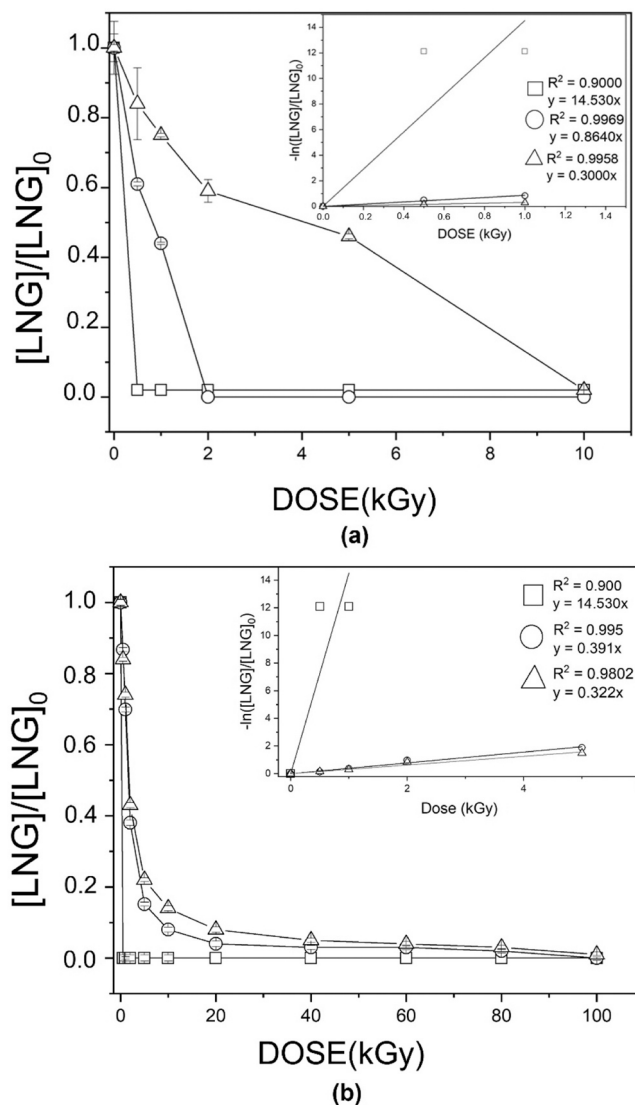 1.0
0.8
0.6
0.4
0.2
0.0
[LNG]/[LNG]₀
0 2 4 6 8 10
DOSE(kGy)
14
12
10
8
6
4
2
0
-ln([LNG]/[LNG]₀)
0.0 0.2 0.4 0.6 0.8 1.0 1.2 1.4
DOSE (kGy)
R² = 0.9000
y = 14.530x
R² = 0.9969
y = 0.8640x
R² = 0.9958
y = 0.3000x
(a)
1.0
0.8
0.6
0.4
0.2
0.0
[LNG]/[LNG]₀
0 20 40 60 80 100
DOSE(kGy)
14
12
10
8
6
4
2
0
-ln([LNG]/[LNG]₀)
0 2 4
Dose (kGy)
R² = 0.900
y = 14.530x
R² = 0.995
y = 0.391x
R² = 0.9802
y = 0.322x
(b)